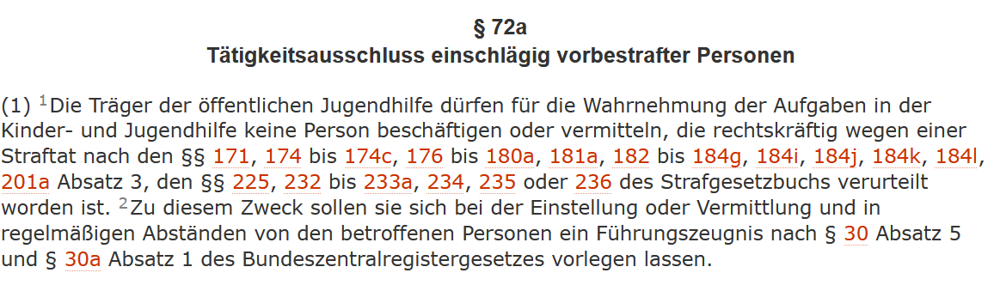 § 72a
Tätigkeitsausschluss einschlägig vorbestrafter Personen
(1) ¹Die Träger der öffentlichen Jugendhilfe dürfen für die Wahrnehmung der Aufgaben in der
Kinder- und Jugendhilfe keine Person beschäftigen oder vermitteln, die rechtskräftig wegen einer
Straftat nach den §§ 171, 174 bis 174c, 176 bis 180a, 181a, 182 bis 184g, 184i, 184j, 184k, 184l,
201a Absatz 3, den §§ 225, 232 bis 233a, 234, 235 oder 236 des Strafgesetzbuchs verurteilt
worden ist. ²Zu diesem Zweck sollen sie sich bei der Einstellung oder Vermittlung und in
regelmäßigen Abständen von den betroffenen Personen ein Führungszeugnis nach § 30 Absatz 5
und § 30a Absatz 1 des Bundeszentralregistergesetzes vorlegen lassen.